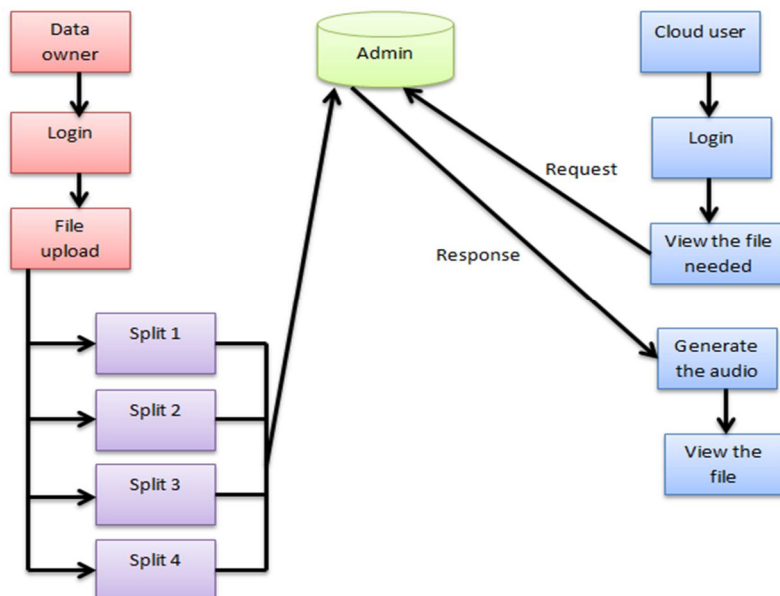 Data
owner
Login
File
upload
Split 1
Split 2
Split 3
Split 4
Admin
Request
Response
Cloud user
Login
View the file
needed
Generate
the audio
View the
file